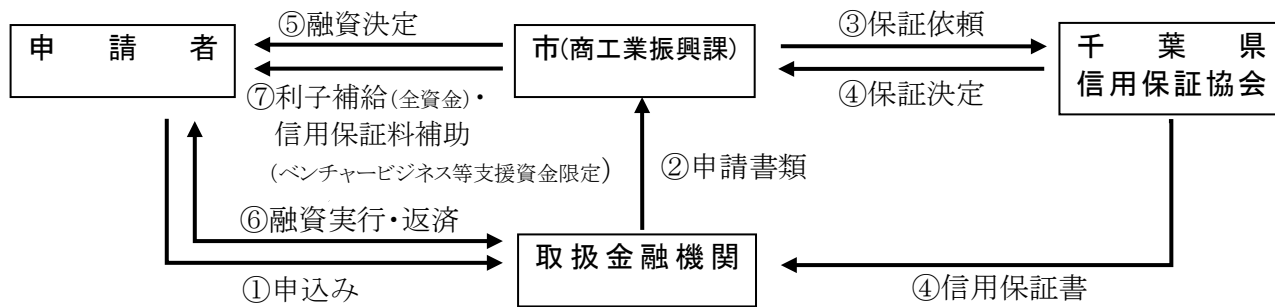 ⑤融資決定
③保証依頼
申請者
市(商工業振興課)
千葉県
信用保証協会
④保証決定
⑦利子補給(全資金)・
信用保証料補助
(ベンチャービジネス等支援資金限定)
②申請書類
⑥融資実行・返済
取扱金融機関
①申込み
④信用保証書